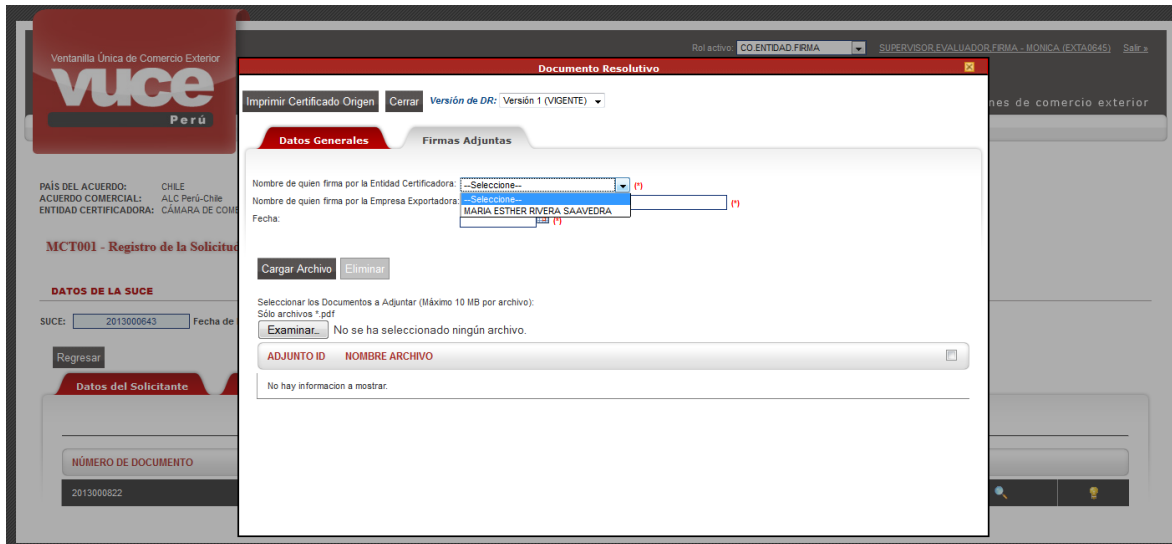 Ventanilla Única de Comercio Exterior
vuce
Perú
Rol activo: CO.ENTIDAD.FIRMA SUPERVISOR.EVALUADOR.FIRMA - MONICA (EXTA0645) Salir »
nes de comercio exterior
PAÍS DEL ACUERDO: CHILE
ACUERDO COMERCIAL: ALC Perú-Chile
ENTIDAD CERTIFICADORA: CÁMARA DE COME
MCT001 - Registro de la Solicitud
DATOS DE LA SUCE
SUCE: 2013000643 Fecha de
Regresar
Datos del Solicitante
NÚMERO DE DOCUMENTO
2013000822
Documento Resolutivo
Imprimir Certificado Origen Cerrar Versión de DR: Versión 1 (VIGENTE)
Datos Generales Firmas Adjuntas
Nombre de quien firma por la Entidad Certificadora: --Seleccione-- (*)
--Seleccione--
Nombre de quien firma por la Empresa Exportadora: (*)
MARIA ESTHER RIVERA SAAVEDRA
Fecha: (*)
Cargar Archivo Eliminar
Seleccionar los Documentos a Adjuntar (Máximo 10 MB por archivo):
Sólo archivos *.pdf
Examinar... No se ha seleccionado ningún archivo.
ADJUNTO ID NOMBRE ARCHIVO
No hay informacion a mostrar.